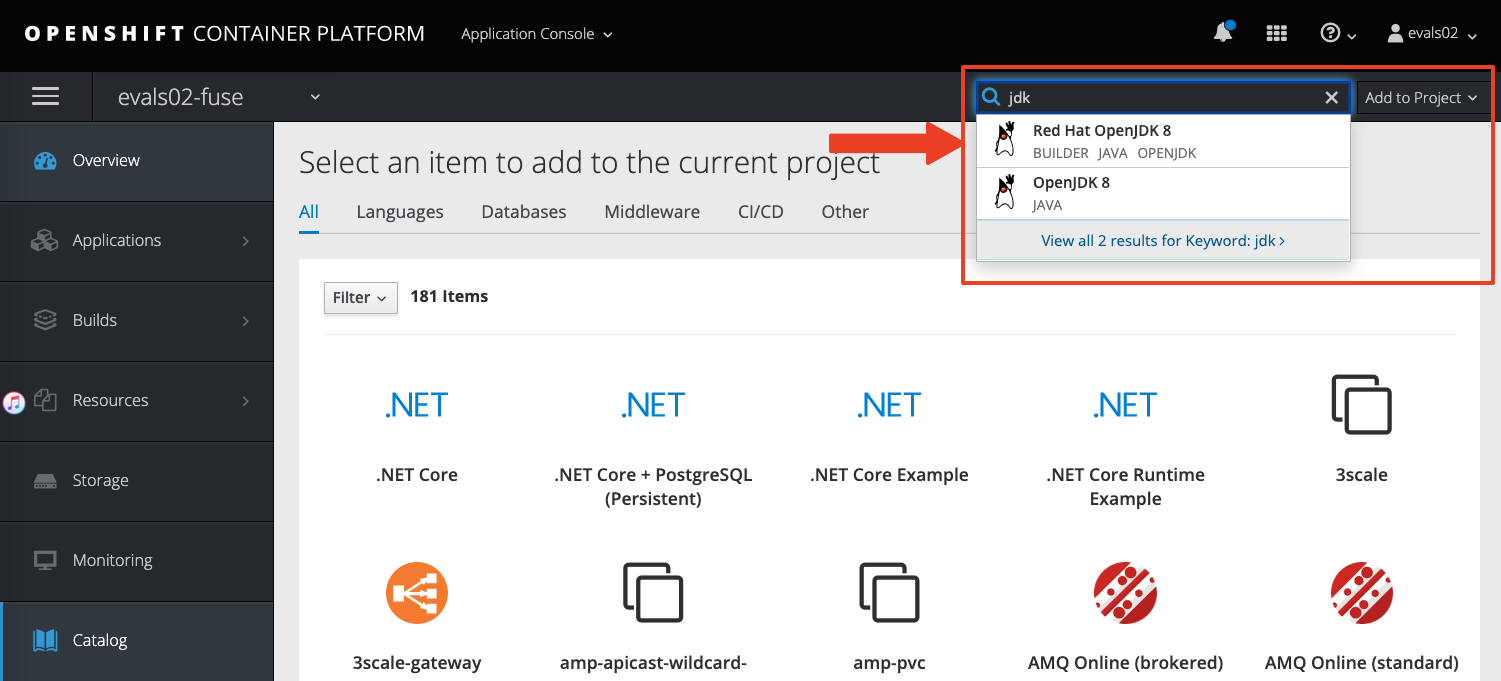 OPENSHIFT CONTAINER PLATFORM
Application Console
evals02
evals02-fuse
jdk
Add to Project
Red Hat OpenJDK 8
BUILDER JAVA OPENJDK
OpenJDK 8
JAVA
View all 2 results for Keyword: jdk
Overview
Applications
Builds
Resources
Storage
Monitoring
Catalog
Select an item to add to the current project
All Languages Databases Middleware CI/CD Other
Filter
181 Items
.NET
.NET
.NET
.NET
.NET Core
.NET Core + PostgreSQL
(Persistent)
.NET Core Example
.NET Core Runtime
Example
3scale
3scale-gateway
amp-apicast-wildcard-
amp-pvc
AMQ Online (brokered)
AMQ Online (standard)